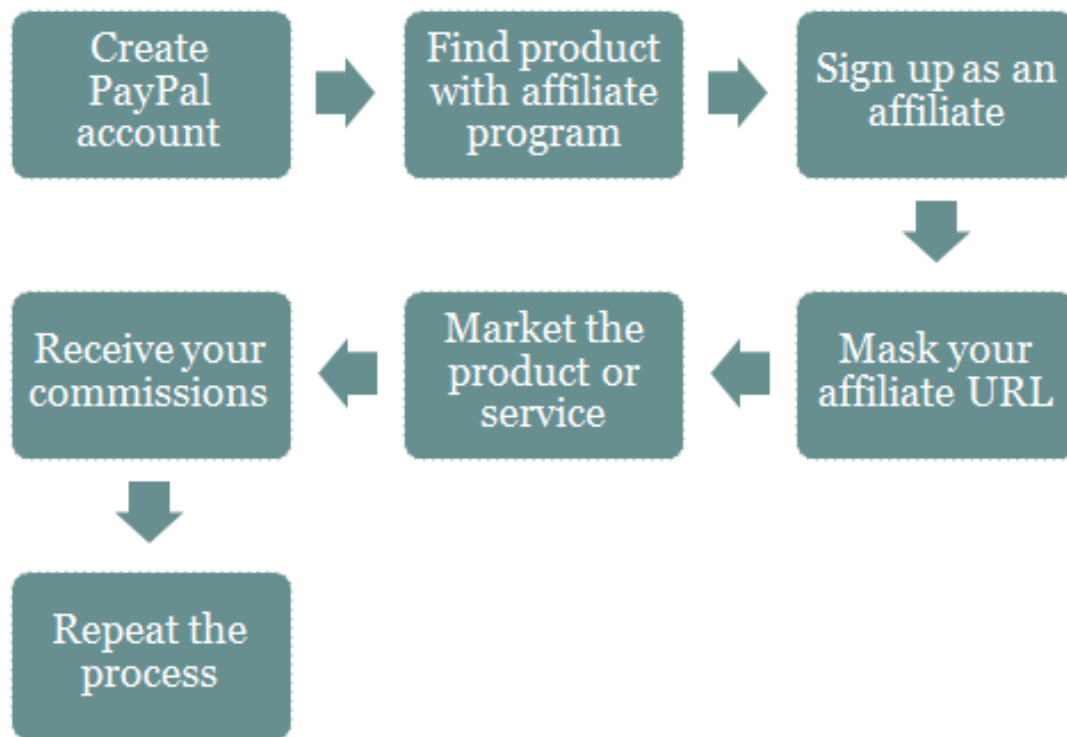 Create
PayPal
account
Find product
with affiliate
program
Sign up as an
affiliate
Mask your
affiliate URL
Market the
product or
service
Receive your
commissions
Repeat the
process